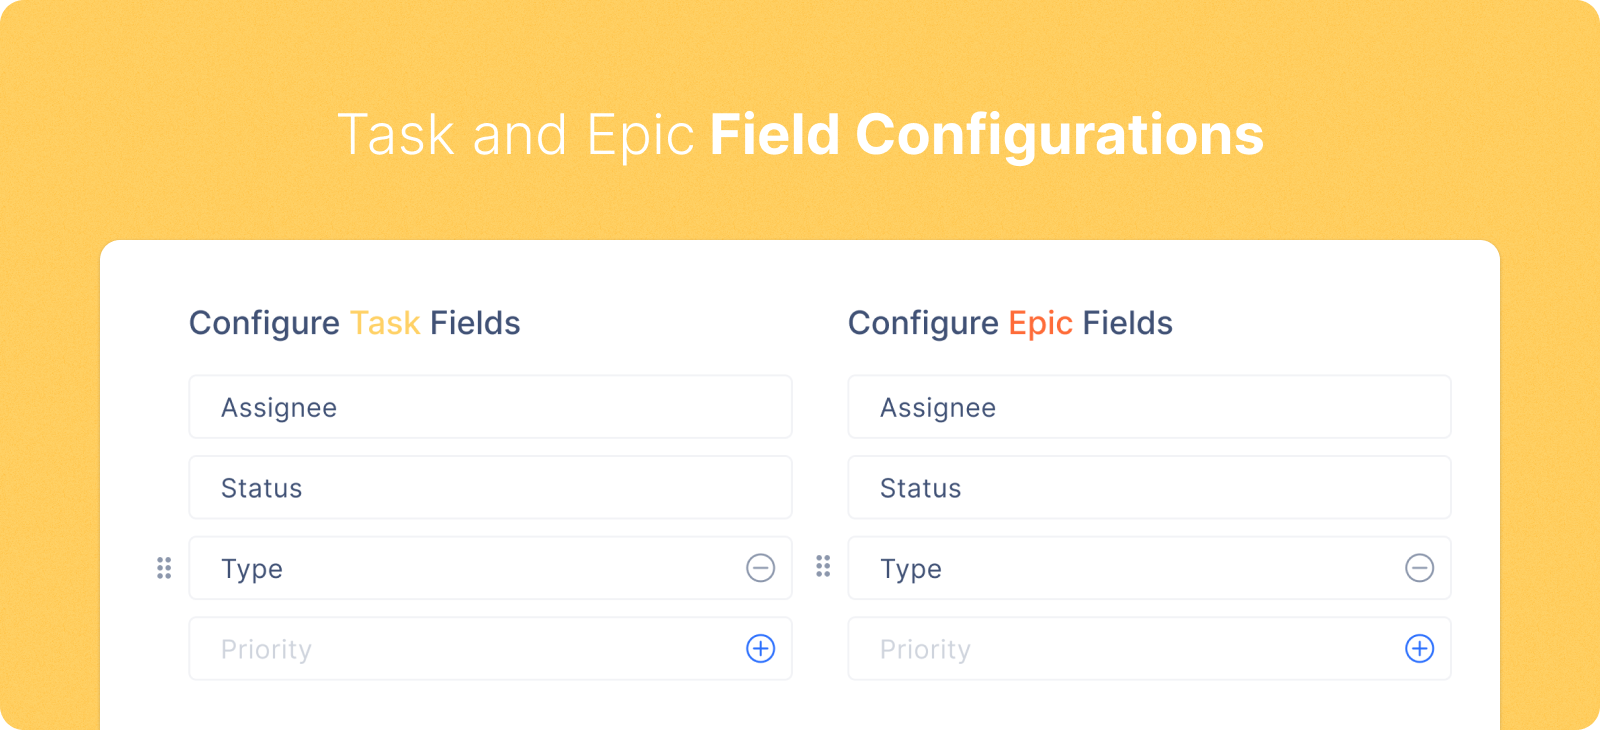 Task and Epic Field Configurations
Configure Task Fields
Assignee
Status
Type
Priority
Configure Epic Fields
Assignee
Status
Type
Priority